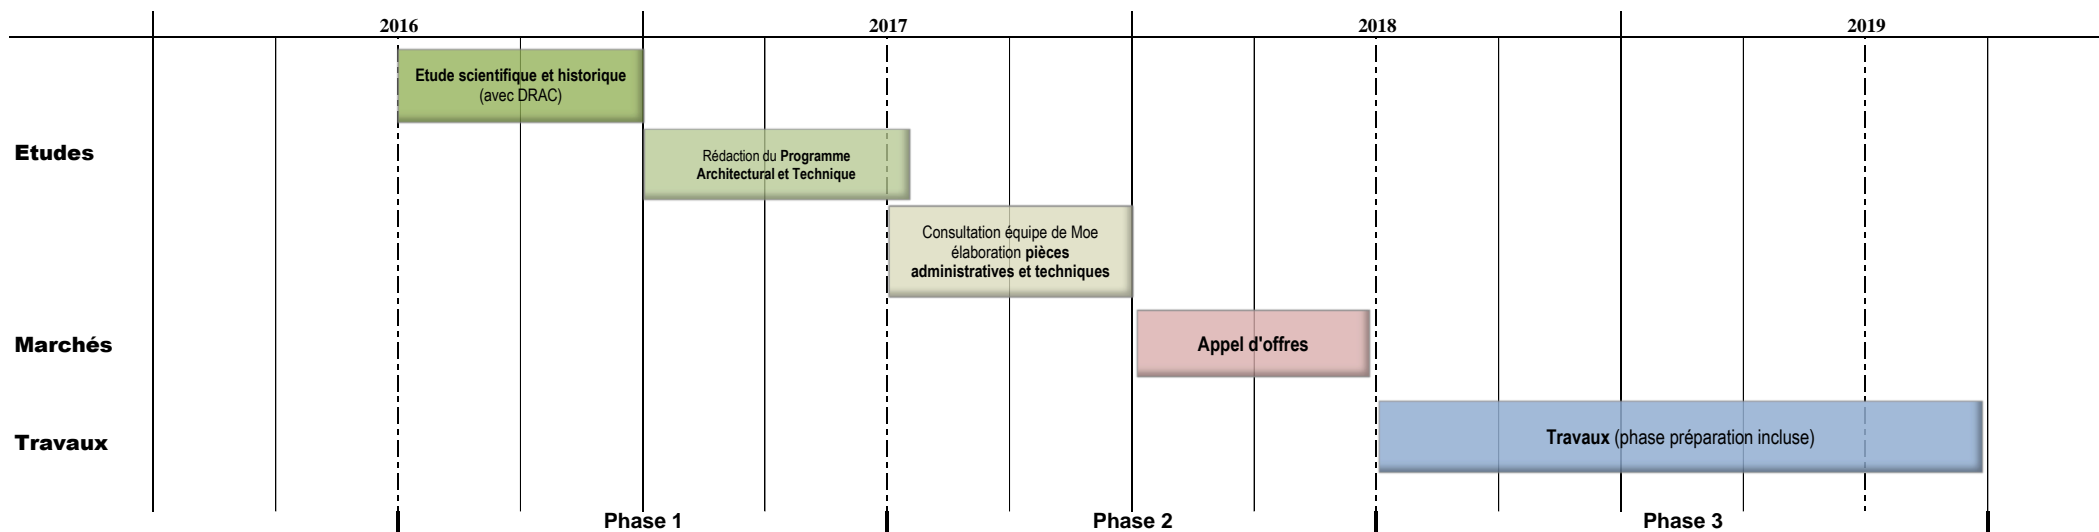 2016 2017 2018 2019
Etude scientifique et historique
(avec DRAC)
Etudes
Rédaction du Programme
Architectural et Technique
Consultation équipe de Moe
élaboration pièces
administratives et techniques
Marchés
Appel d'offres
Travaux
Travaux (phase préparation incluse)
Phase 1 Phase 2 Phase 3